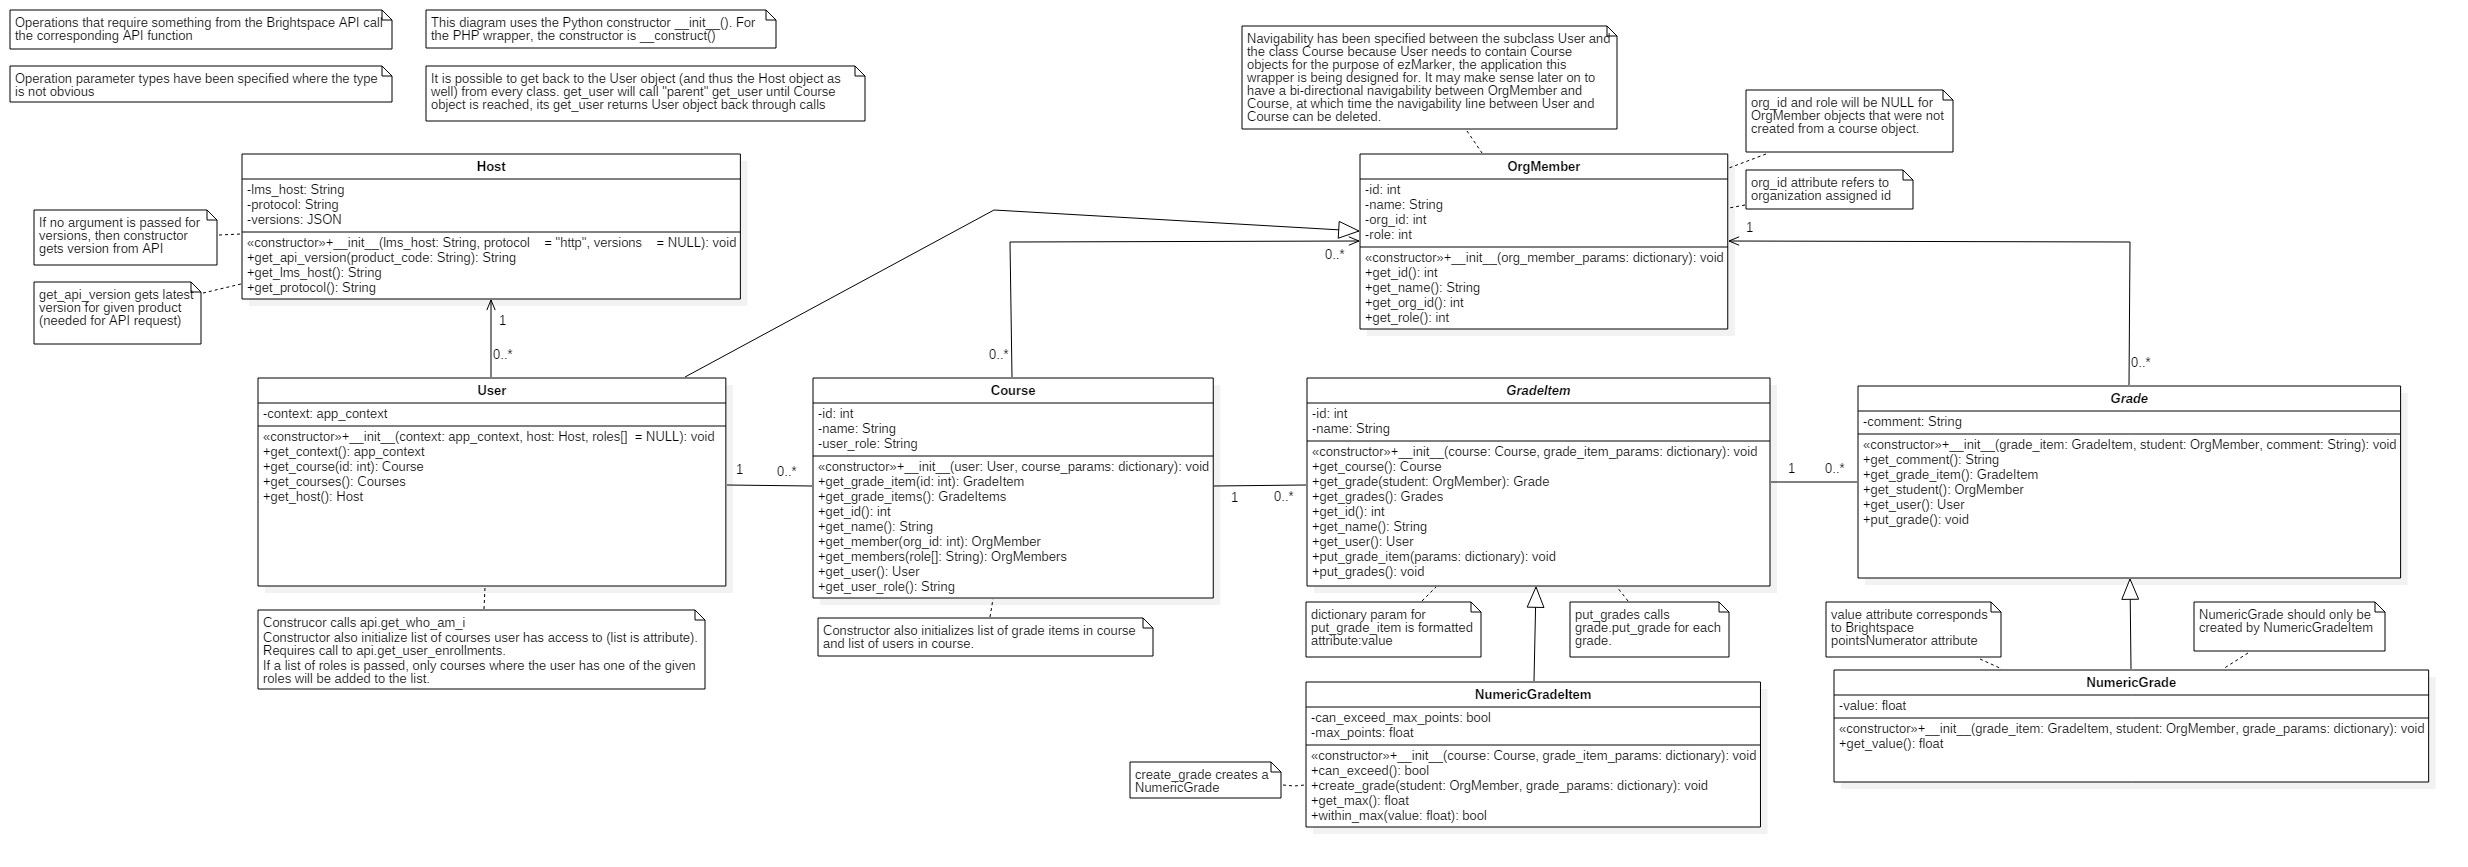 Operations that require something from the Brightspace API call
the corresponding API function
This diagram uses the Python constructor __init__(). For
the PHP wrapper, the constructor is __construct()
Operation parameter types have been specified where the type
is not obvious
It is possible to get back to the User object (and thus the Host object as
well) from every class. get_user will call "parent" get_user until Course
object is reached, its get_user returns User object back through calls
Navigability has been specified between the subclass User and
the class Course because User needs to contain Course
objects for the purpose of ezMarker, the application this
wrapper is being designed for. It may make sense later on to
have a bi-directional navigability between OrgMember and
Course, at which time the navigability line between User and
Course can be deleted.
org_id and role will be NULL for
OrgMember objects that were not
created from a course object.
org_id attribute refers to
organization assigned id
Host
-lms_host: String
-protocol: String
-versions: JSON
«constructor»+__init__(lms_host: String, protocol = "http", versions = NULL): void
+get_api_version(product_code: String): String
+get_lms_host(): String
+get_protocol(): String
If no argument is passed for
versions, then constructor
gets version from API
get_api_version gets latest
version for given product
(needed for API request)
OrgMember
-id: int
-name: String
-org_id: int
-role: int
«constructor»+__init__(org_member_params: dictionary): void
+get_id(): int
+get_name(): String
+get_org_id(): int
+get_role(): int
1
0..*
0..*
0..*
1
0..*
User
-context: app_context
«constructor»+__init__(context: app_context, host: Host, roles[] = NULL): void
+get_context(): app_context
+get_course(id: int): Course
+get_courses(): Courses
+get_host(): Host
1
0..*
Construcor calls api.get_who_am_i
Constructor also initialize list of courses user has access to (list is attribute).
Requires call to api.get_user_enrollments.
If a list of roles is passed, only courses where the user has one of the given
roles will be added to the list.
Course
-id: int
-name: String
-user_role: String
«constructor»+__init__(user: User, course_params: dictionary): void
+get_grade_item(id: int): GradeItem
+get_grade_items(): GradeItems
+get_id(): int
+get_name(): String
+get_member(org_id: int): OrgMember
+get_members(role[]: String): OrgMembers
+get_user(): User
+get_user_role(): String
1
0..*
Constructor also initializes list of grade items in course
and list of users in course.
GradeItem
-id: int
-name: String
«constructor»+__init__(course: Course, grade_item_params: dictionary): void
+get_course(): Course
+get_grade(student: OrgMember): Grade
+get_grades(): Grades
+get_id(): int
+get_name(): String
+get_user(): User
+put_grade_item(params: dictionary): void
+put_grades(): void
1
0..*
dictionary param for
put_grade_item is formatted
attribute:value
put_grades calls
grade.put_grade for each
grade.
Grade
-comment: String
«constructor»+__init__(grade_item: GradeItem, student: OrgMember, comment: String): void
+get_comment(): String
+get_grade_item(): GradeItem
+get_student(): OrgMember
+get_user(): User
+put_grade(): void
value attribute corresponds
to Brightspace
pointsNumerator attribute
NumericGrade should only be
created by NumericGradeItem
NumericGradeItem
-can_exceed_max_points: bool
-max_points: float
«constructor»+__init__(course: Course, grade_item_params: dictionary): void
+can_exceed(): bool
+create_grade(student: OrgMember, grade_params: dictionary): void
+get_max(): float
+within_max(value: float): bool
create_grade creates a
NumericGrade
NumericGrade
-value: float
«constructor»+__init__(grade_item: GradeItem, student: OrgMember, grade_params: dictionary): void
+get_value(): float